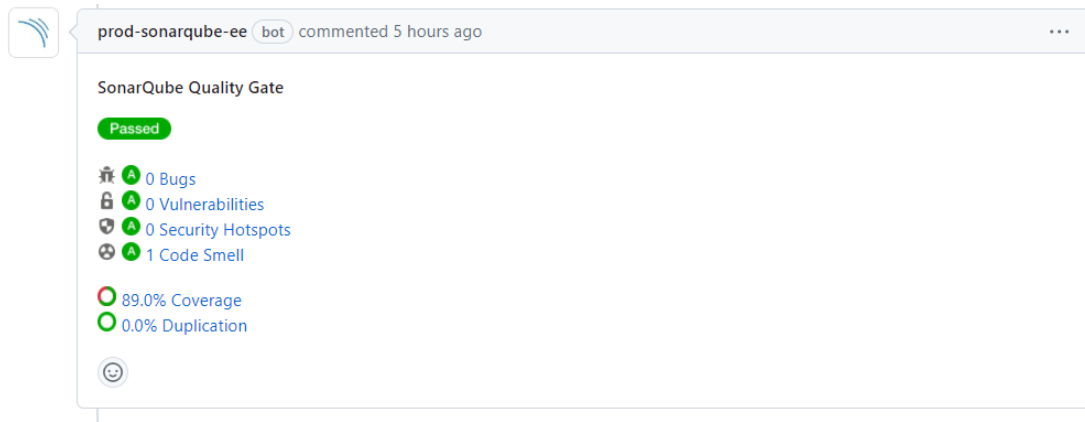 prod-sonarqube-ee bot commented 5 hours ago
SonarQube Quality Gate
Passed
A 0 Bugs
A 0 Vulnerabilities
A 0 Security Hotspots
A 1 Code Smell
89.0% Coverage
0.0% Duplication